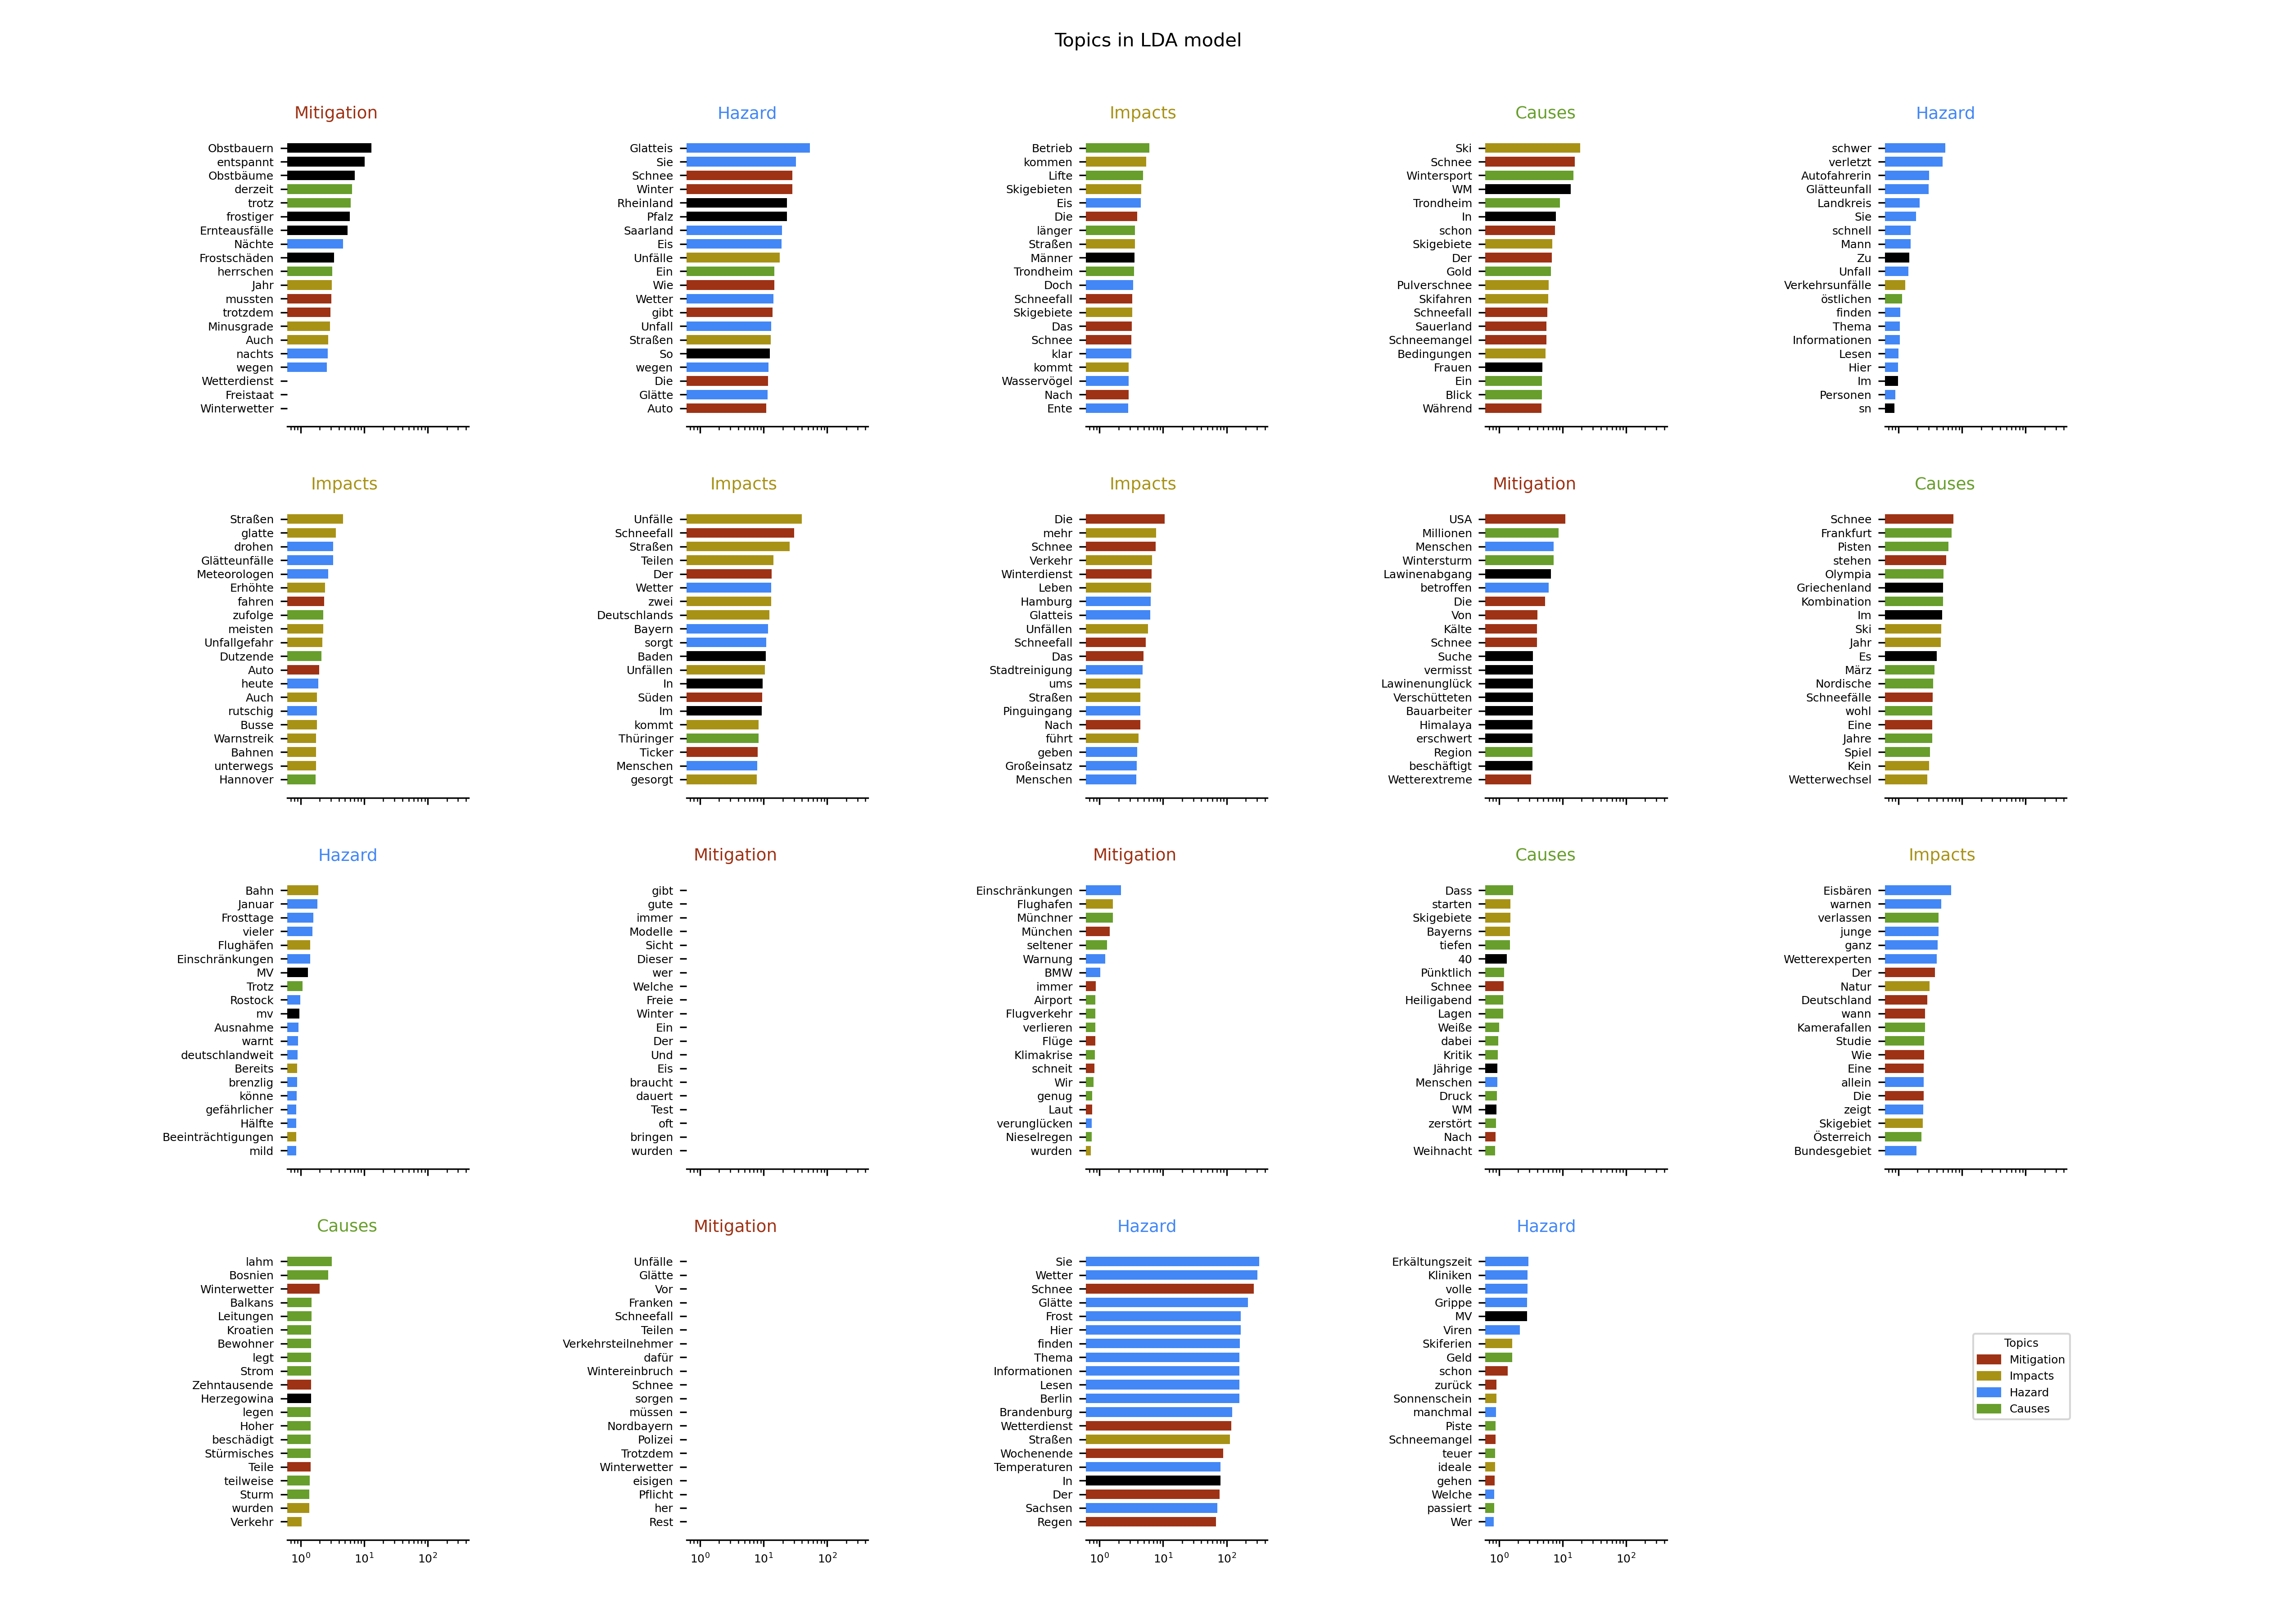 Topics in LDA model
Mitigation
Obstbauern
entspannt
Obstbäume
derzeit
trotz
frostiger
Ernteausfälle
Nächte
Frostschäden
herrschen
Jahr
mussten
trotzdem
Minusgrade
Auch
nachts
wegen
Wetterdienst
Freistaat
Winterwetter
Hazard
Glatteis
Sie
Schnee
Winter
Rheinland
Pfalz
Saarland
Eis
Unfälle
Ein
Wie
Wetter
gibt
Unfall
Straßen
So
wegen
Die
Glätte
Auto
Impacts
Betrieb
kommen
Lifte
Skigebieten
Eis
Die
länger
Straßen
Männer
Trondheim
Doch
Schneefall
Skigebiete
Das
Schnee
klar
kommt
Wasservögel
Nach
Ente
Causes
Ski
Schnee
Wintersport
WM
Trondheim
In
schon
Skigebiete
Der
Gold
Pulverschnee
Skifahren
Schneefall
Sauerland
Schneemangel
Bedingungen
Frauen
Ein
Blick
Während
Hazard
schwer
verletzt
Autofahrerin
Glätteunfall
Landkreis
Sie
schnell
Mann
Zu
Unfall
Verkehrsunfälle
östlichen
finden
Thema
Informationen
Lesen
Hier
Im
Personen
sn
Impacts
Straßen
glatte
drohen
Glätteunfälle
Meteorologen
Erhöhte
fahren
zufolge
meisten
Unfallgefahr
Dutzende
Auto
heute
Auch
rutschig
Busse
Warnstreik
Bahnen
unterwegs
Hannover
Impacts
Unfälle
Schneefall
Straßen
Teilen
Der
Wetter
zwei
Deutschlands
Bayern
sorgt
Baden
Unfällen
In
Süden
Im
kommt
Thüringer
Ticker
Menschen
gesorgt
Impacts
Die
mehr
Schnee
Verkehr
Winterdienst
Leben
Hamburg
Glatteis
Unfällen
Schneefall
Das
Stadtreinigung
ums
Straßen
Pinguingang
Nach
führt
geben
Großeinsatz
Menschen
Mitigation
USA
Millionen
Menschen
Wintersturm
Lawinenabgang
betroffen
Die
Von
Kälte
Schnee
Suche
vermisst
Lawinenunglück
Verschütteten
Bauarbeiter
Himalaya
erschwert
Region
beschäftigt
Wetterextreme
Causes
Schnee
Frankfurt
Pisten
stehen
Olympia
Griechenland
Kombination
Im
Ski
Jahr
Es
März
Nordische
Schneefälle
wohl
Eine
Jahre
Spiel
Kein
Wetterwechsel
Hazard
Bahn
Januar
Frosttage
vieler
Flughäfen
Einschränkungen
MV
Trotz
Rostock
mv
Ausnahme
warnt
deutschlandweit
Bereits
brenzlig
könne
gefährlicher
Hälfte
Beeinträchtigungen
mild
Mitigation
gibt
gute
immer
Modelle
Sicht
Dieser
wer
Welche
Freie
Winter
Ein
Der
Und
Eis
braucht
dauert
Test
oft
bringen
wurden
Mitigation
Einschränkungen
Flughafen
Münchner
München
seltener
Warnung
BMW
immer
Airport
Flugverkehr
verlieren
Flüge
Klimakrise
schneit
Wir
genug
Laut
verunglücken
Nieselregen
wurden
Causes
Dass
starten
Skigebiete
Bayerns
tiefen
40
Pünktlich
Schnee
Heiligabend
Lagen
Weiße
dabei
Kritik
Jährige
Menschen
Druck
WM
zerstört
Nach
Weihnacht
Impacts
Eisbären
warnen
verlassen
junge
ganz
Wetterexperten
Der
Natur
Deutschland
wann
Kamerafallen
Studie
Wie
Eine
allein
Die
zeigt
Skigebiet
Österreich
Bundesgebiet
Causes
lahm
Bosnien
Winterwetter
Balkans
Leitungen
Kroatien
Bewohner
legt
Strom
Zehntausende
Herzegowina
legen
Hoher
beschädigt
Stürmisches
Teile
teilweise
Sturm
wurden
Verkehr
10⁰ 10¹ 10²
Mitigation
Unfälle
Glätte
Vor
Franken
Schneefall
Teilen
Verkehrsteilnehmer
dafür
Wintereinbruch
Schnee
sorgen
müssen
Nordbayern
Polizei
Trotzdem
Winterwetter
eisigen
Pflicht
her
Rest
10⁰ 10¹ 10²
Hazard
Sie
Wetter
Schnee
Glätte
Frost
Hier
finden
Thema
Informationen
Lesen
Berlin
Brandenburg
Wetterdienst
Straßen
Wochenende
Temperaturen
In
Der
Sachsen
Regen
10⁰ 10¹ 10²
Hazard
Erkältungszeit
Kliniken
volle
Grippe
MV
Viren
Skiferien
Geld
schon
zurück
Sonnenschein
manchmal
Piste
Schneemangel
teuer
ideale
gehen
Welche
passiert
Wer
10⁰ 10¹ 10²
Topics
Mitigation
Impacts
Hazard
Causes